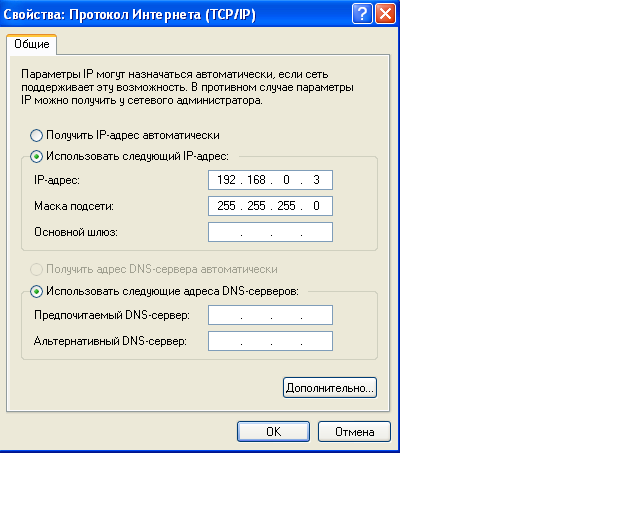 Свойства: Протокол Интернета (TCP/IP)
Общие
Параметры IP могут назначаться автоматически, если сеть
поддерживает эту возможность. В противном случае параметры
IP можно получить у сетевого администратора.
Получить IP-адрес автоматически
Использовать следующий IP-адрес:
IP-адрес: 192 . 168 . 0 . 3
Маска подсети: 255 . 255 . 255 . 0
Основной шлюз: . . .
Получить адрес DNS-сервера автоматически
Использовать следующие адреса DNS-серверов:
Предпочитаемый DNS-сервер: . . .
Альтернативный DNS-сервер: . . .
Дополнительно...
OK Отмена